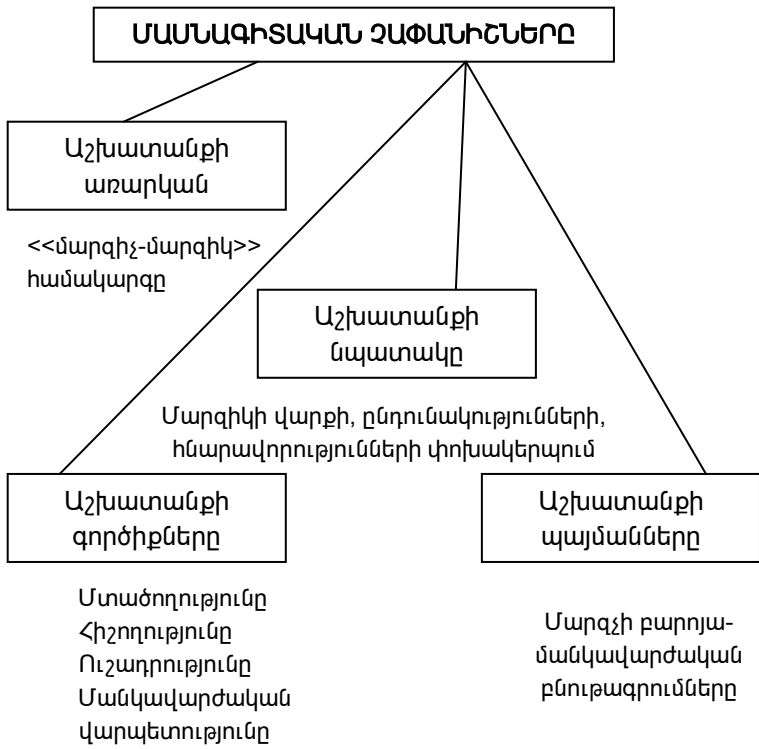 ՄԱՍՆԱԳԻՏԱԿԱՆ ՉԱՓԱՆԻՇՆԵՐԸ
Աշխատանքի
առարկան
<<մարզիչ-մարզիկ>>
համակարգը
Աշխատանքի
նպատակը
Մարզիկի վարքի, ընդունակությունների,
հնարավորությունների փոխակերպում
Աշխատանքի
գործիքները
Մտածողությունը
Հիշողությունը
Ուշադրությունը
Մանկավարժական
վարպետությունը
Աշխատանքի
պայմանները
Մարզչի բարոյա-
մանկավարժական
բնութագրումները